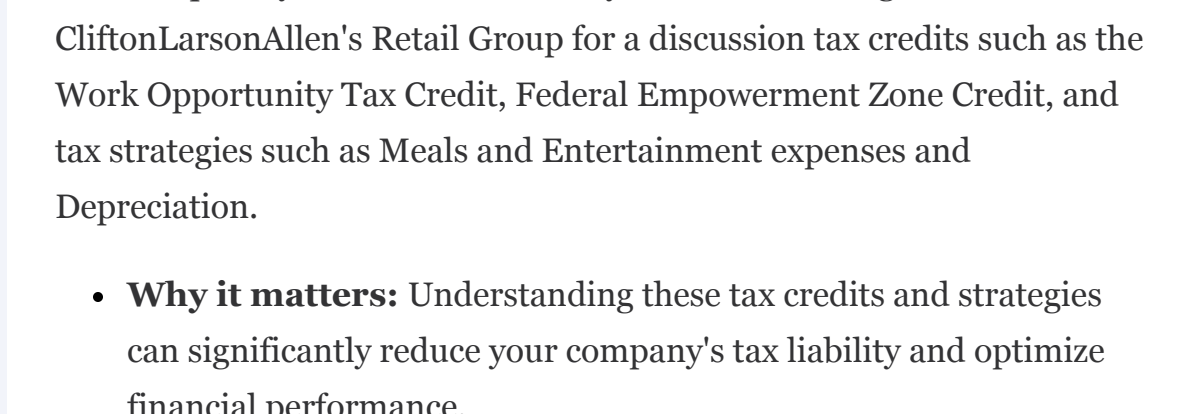 CliftonLarsonAllen's Retail Group for a discussion tax credits such as the
Work Opportunity Tax Credit, Federal Empowerment Zone Credit, and
tax strategies such as Meals and Entertainment expenses and
Depreciation.
• Why it matters: Understanding these tax credits and strategies
can significantly reduce your company's tax liability and optimize
financial performance.